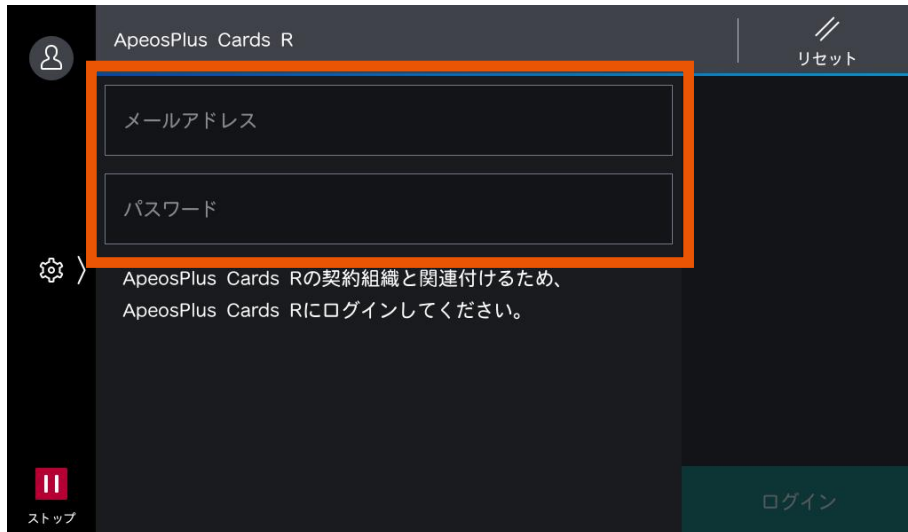 ApeosPlus Cards R
リセット
メールアドレス
パスワード
ApeosPlus Cards Rの契約組織と関連付けるため、
ApeosPlus Cards Rにログインしてください。
ストップ
ログイン